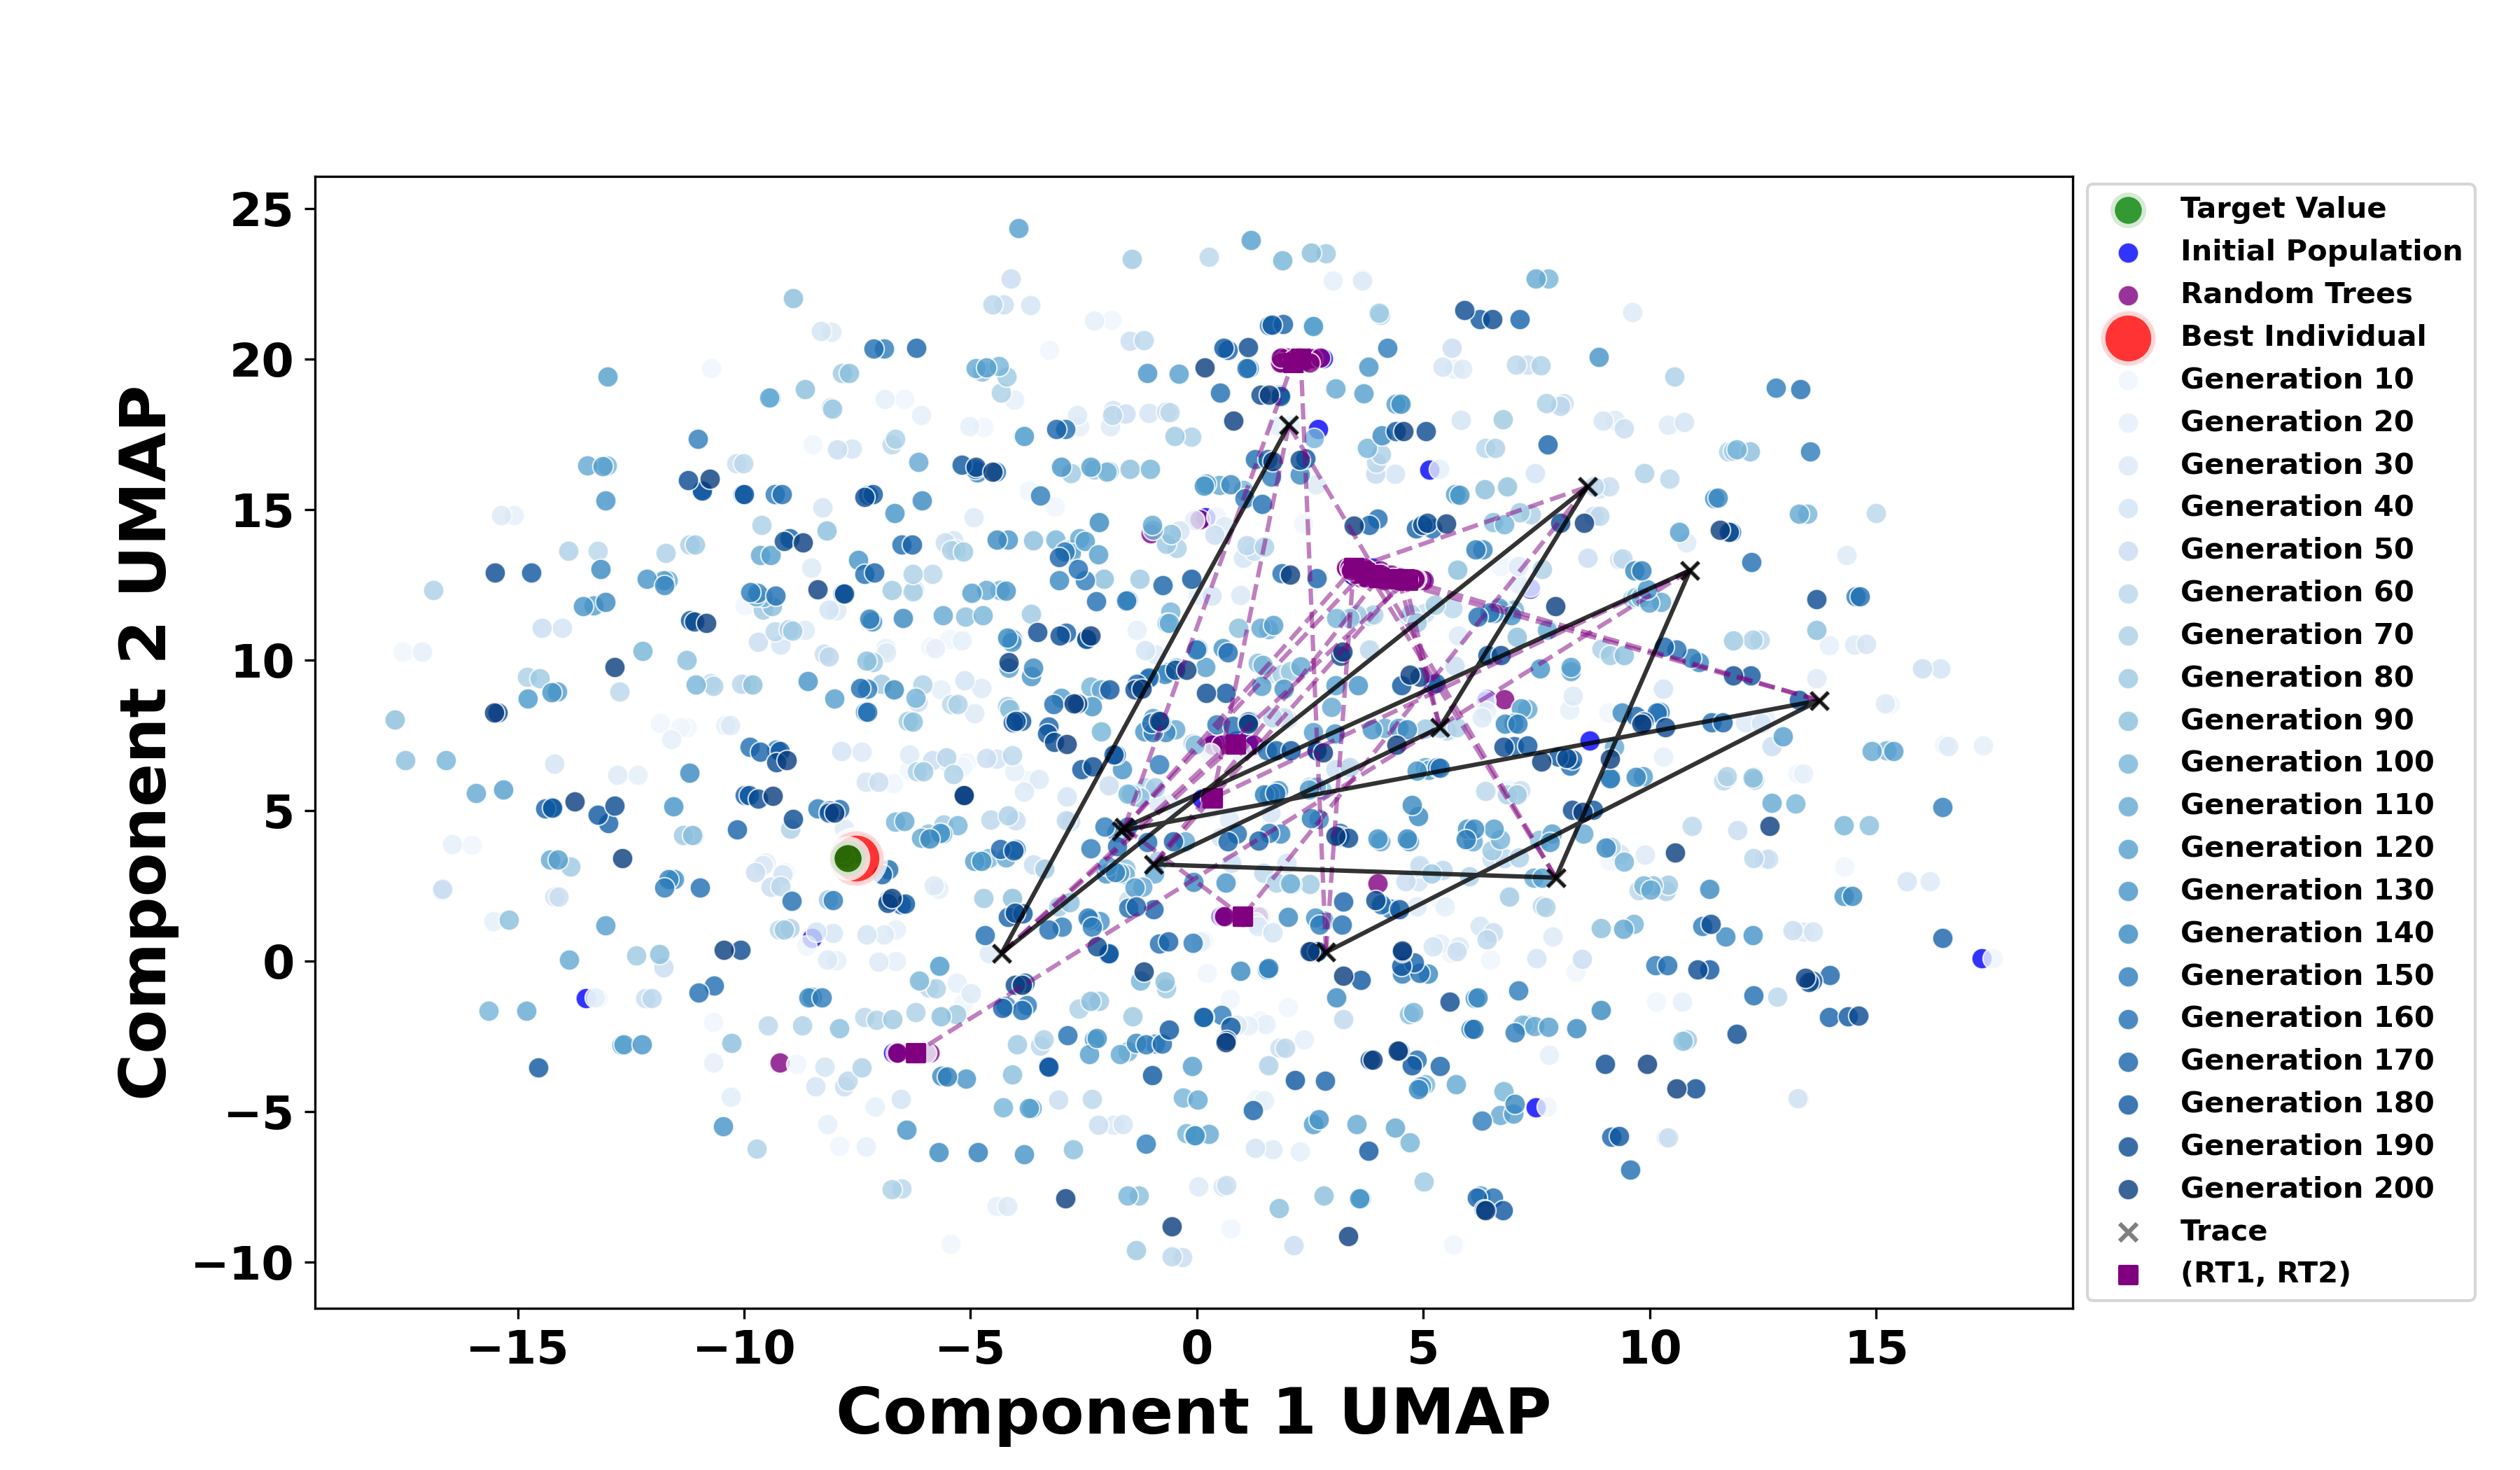 25
20
15
10
5
0
−5
−10
Component 2 UMAP
−15
−10
−5
0
5
10
15
Component 1 UMAP
Target Value
Initial Population
Random Trees
Best Individual
Generation 10
Generation 20
Generation 30
Generation 40
Generation 50
Generation 60
Generation 70
Generation 80
Generation 90
Generation 100
Generation 110
Generation 120
Generation 130
Generation 140
Generation 150
Generation 160
Generation 170
Generation 180
Generation 190
Generation 200
Trace
(RT1, RT2)